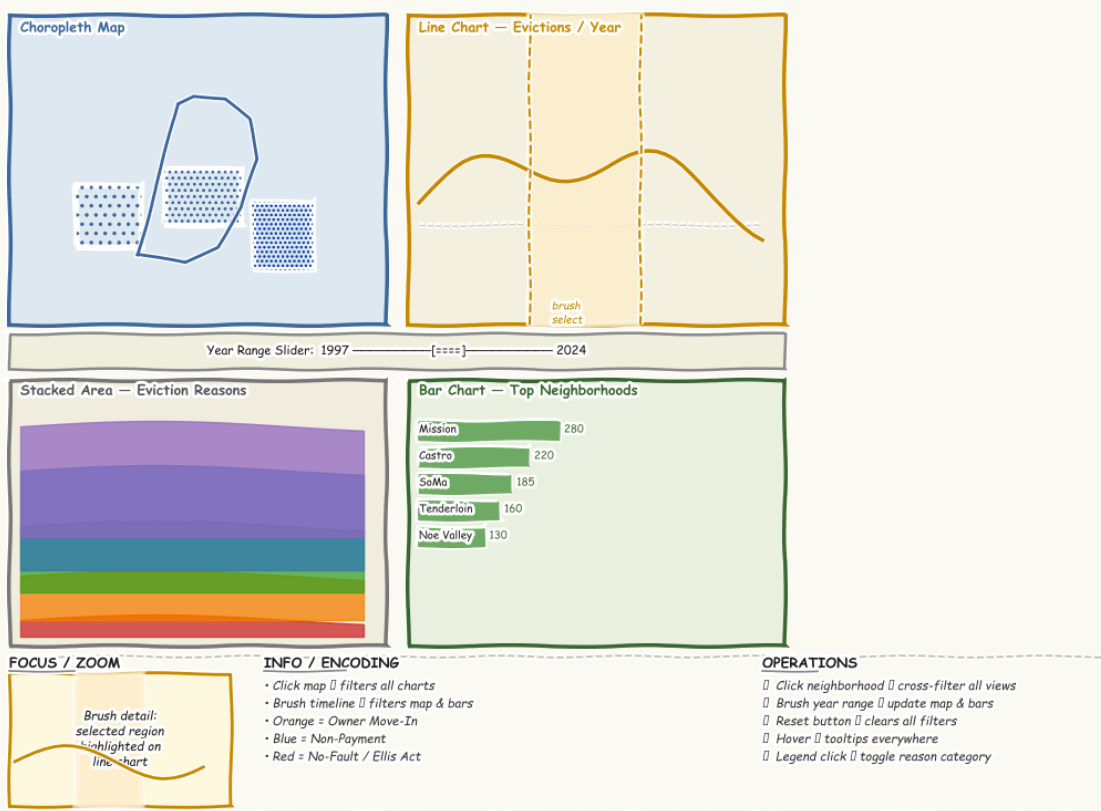 Choropleth Map
Line Chart — Evictions / Year
brush
select
Year Range Slider: 1997 ——————————[====]——————————— 2024
Stacked Area — Eviction Reasons
Bar Chart — Top Neighborhoods
Mission 280
Castro 220
SoMa 185
Tenderloin 160
Noe Valley 130
FOCUS / ZOOM
Brush detail:
selected region
highlighted on
line chart
INFO / ENCODING
• Click map ▯ filters all charts
• Brush timeline ▯ filters map & bars
• Orange = Owner Move-In
• Blue = Non-Payment
• Red = No-Fault / Ellis Act
OPERATIONS
▯ Click neighborhood ▯ cross-filter all views
▯ Brush year range ▯ update map & bars
▯ Reset button ▯ clears all filters
▯ Hover ▯ tooltips everywhere
▯ Legend click ▯ toggle reason category